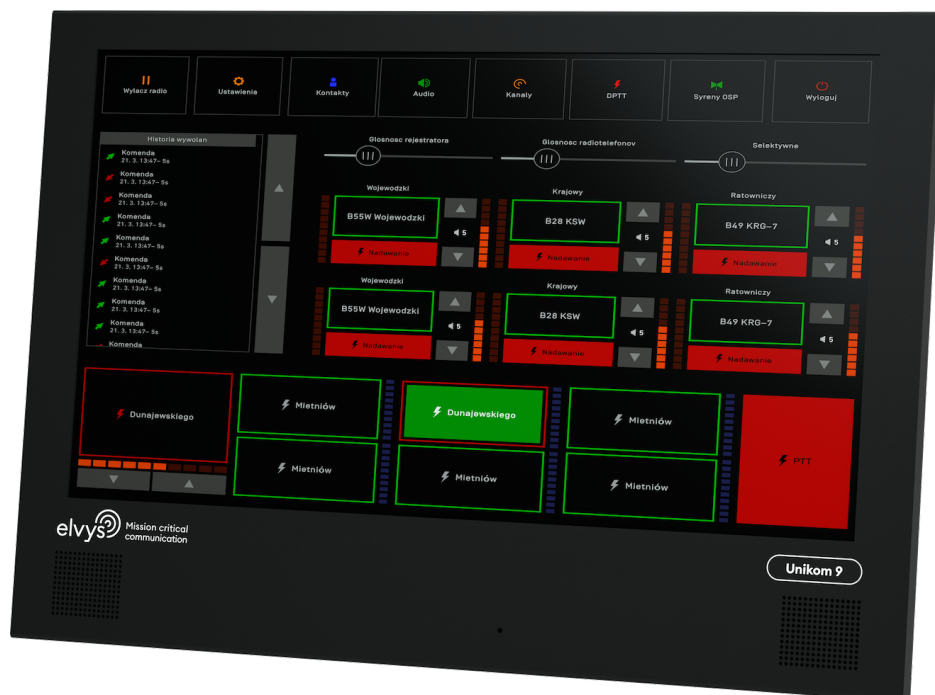 Wylacz radio
Ustawienia
Kontakty
Audio
Kanaly
DPTT
Syreny OSP
Wyloguj
Historia wywolan
Komenda
21. 3. 13:47– 5s
Komenda
21. 3. 13:47– 5s
Komenda
21. 3. 13:47– 5s
Komenda
21. 3. 13:47– 5s
Komenda
21. 3. 13:47– 5s
Komenda
21. 3. 13:47– 5s
Komenda
21. 3. 13:47– 5s
Komenda
21. 3. 13:47– 5s
Komenda
21. 3. 13:47– 5s
Komenda
Glosnosc rejestratora
Glosnosc radiotelefonov
Selektywne
Wojewodzki
B55W Wojewodzki
5
Nadawanie
Krajowy
B28 KSW
5
Nadawanie
Ratowniczy
B49 KRG–7
5
Nadawanie
Wojewodzki
B55W Wojewodzki
5
Nadawanie
Krajowy
B28 KSW
5
Nadawanie
Ratowniczy
B49 KRG–7
5
Nadawanie
Dunajewskiego
Mietniów
Dunajewskiego
Mietniów
PTT
Mietniów
Mietniów
Mietniów
elvys
Mission critical
communication
Unikom 9